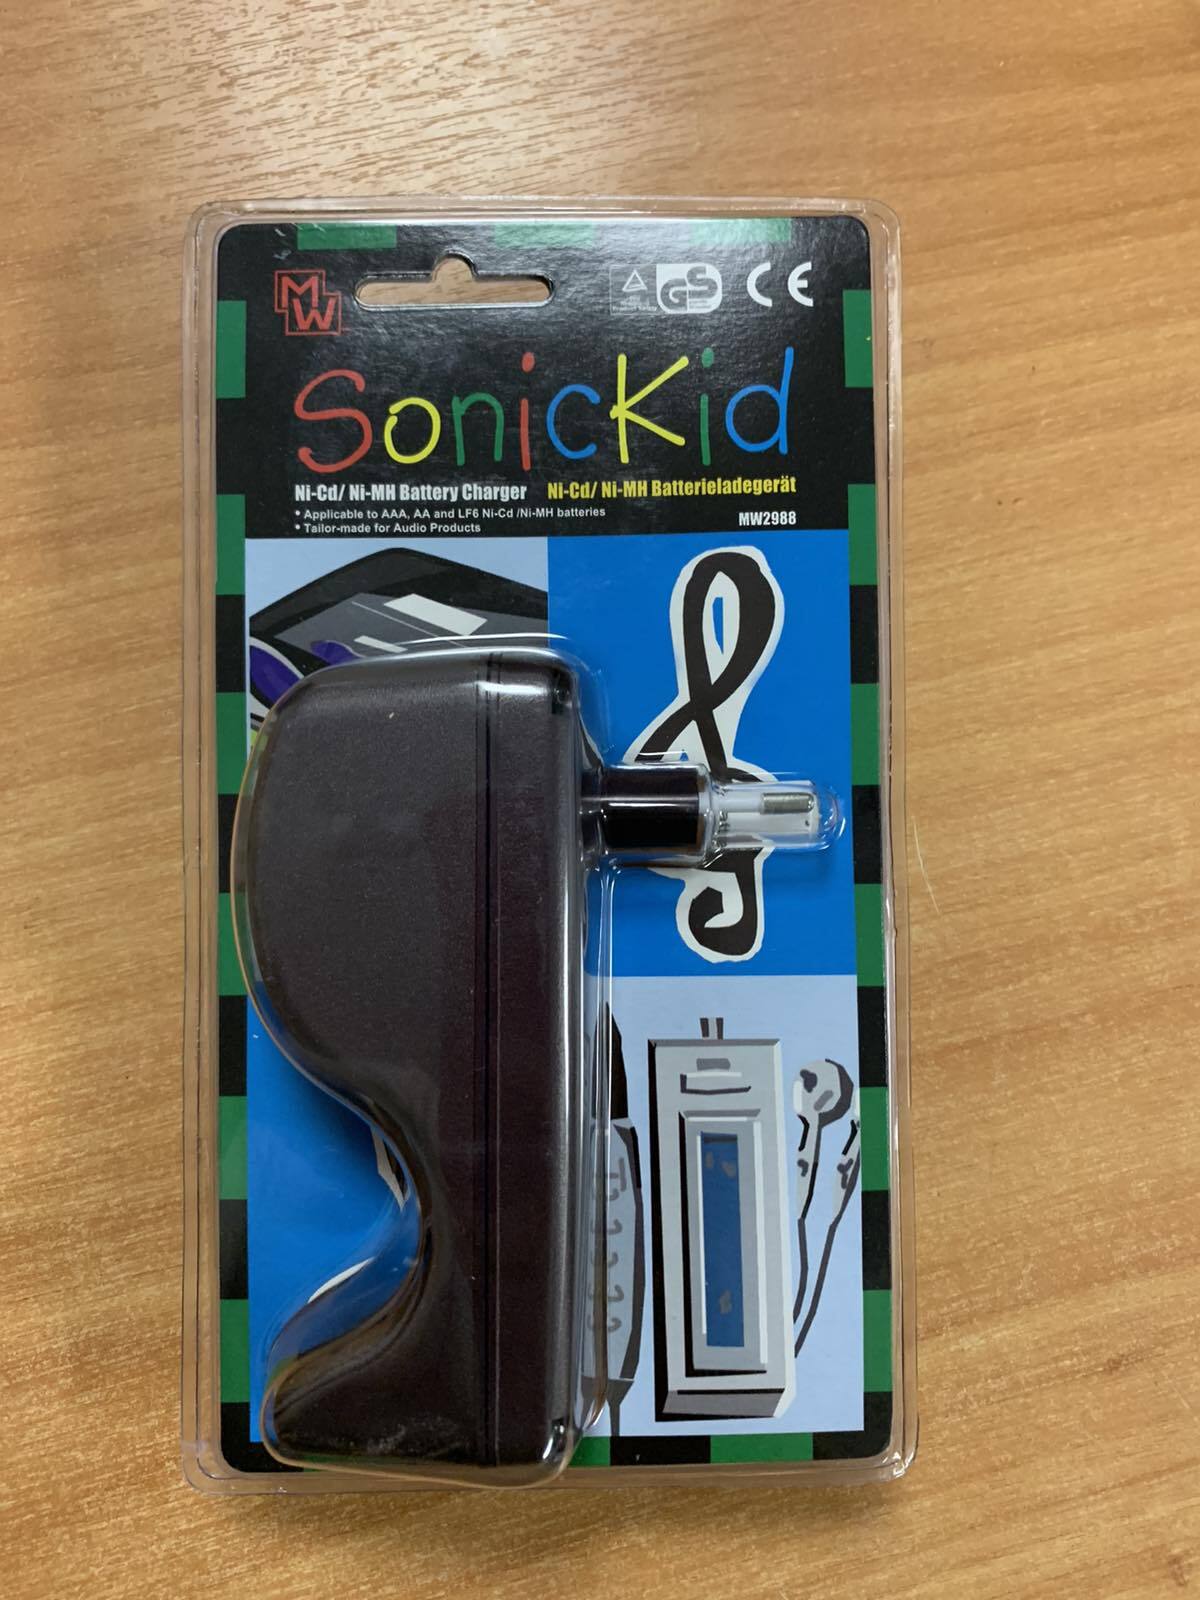 MW
GS
CE
SonicKid
Ni-Cd/ Ni-MH Battery Charger Ni-Cd/ Ni-MH Batterieladegerät
* Applicable to AAA, AA and LF6 Ni-Cd /Ni-MH batteries
* Tailor-made for Audio Products
MW2988